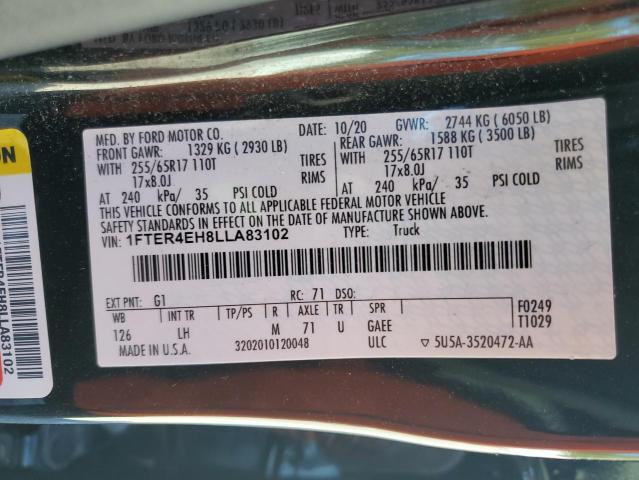 MFD. BY FORD MOTOR CO. DATE: 10/20 GVWR: 2744 KG ( 6050 LB)
FRONT GAWR: 1329 KG ( 2930 LB) REAR GAWR: 1588 KG ( 3500 LB)
WITH 255/65R17 110T TIRES WITH 255/65R17 110T TIRES
17x8.0J RIMS 17x8.0J RIMS
AT 240 kPa/ 35 PSI COLD AT 240 kPa/ 35 PSI COLD
THIS VEHICLE CONFORMS TO ALL APPLICABLE FEDERAL MOTOR VEHICLE
SAFETY STANDARDS IN EFFECT ON THE DATE OF MANUFACTURE SHOWN ABOVE.
VIN: 1FTER4EH8LLA83102 TYPE: Truck
EXT PNT: G1 RC: 71 DSO: F0249
WB INT TR TP/PS R AXLE TR SPR T1029
126 LH M 71 U GAEE
MADE IN U.S.A. 3202010120048 ULC ▽ 5U5A-3520472-AA
ON
1FTER4EH8LLA83102